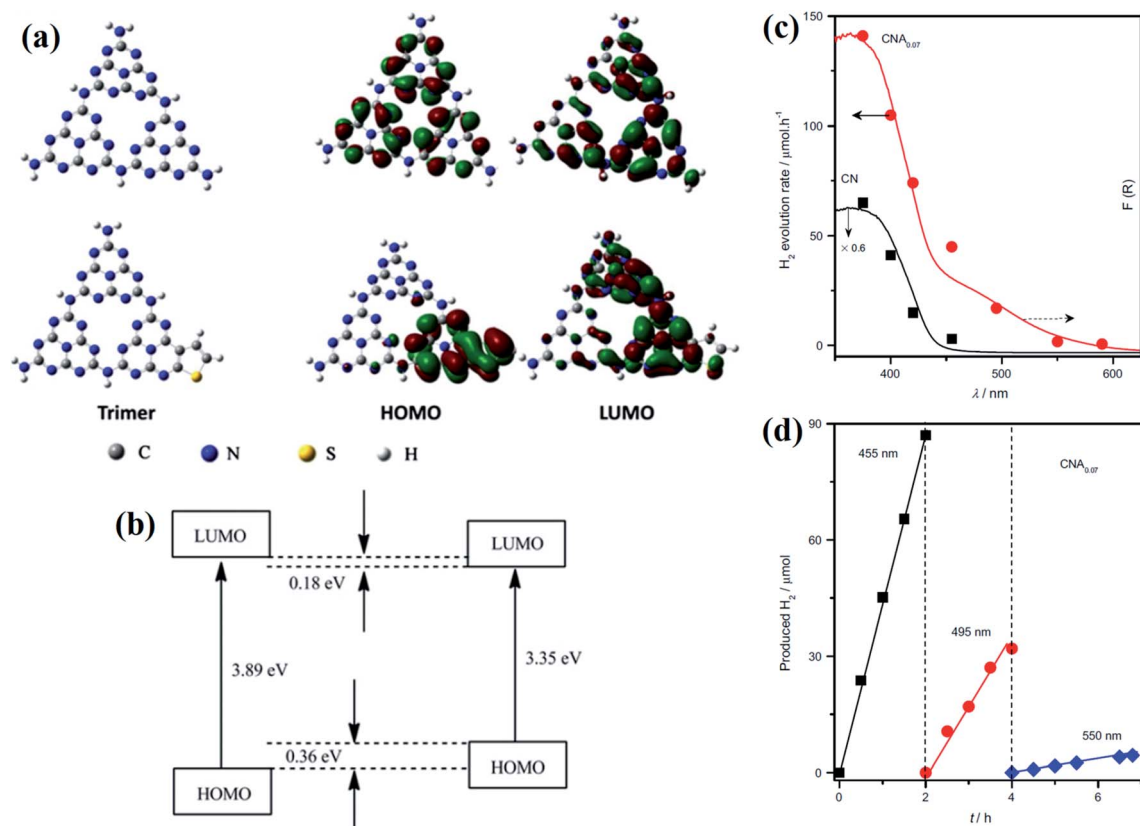 (a)
Trimer HOMO LUMO
C N S H
(b)
LUMO LUMO
0.18 eV
3.89 eV 3.35 eV
0.36 eV
HOMO HOMO
(c)
150
100
50
0
H₂ evolution rate / μmol.h⁻¹
CNA₀.₀₇
CN
× 0.6
F (R)
400 500 600
λ / nm
(d)
90
60
30
0
Produced H₂ / μmol
455 nm
CNA₀.₀₇
495 nm
550 nm
0 2 4 6
t / h